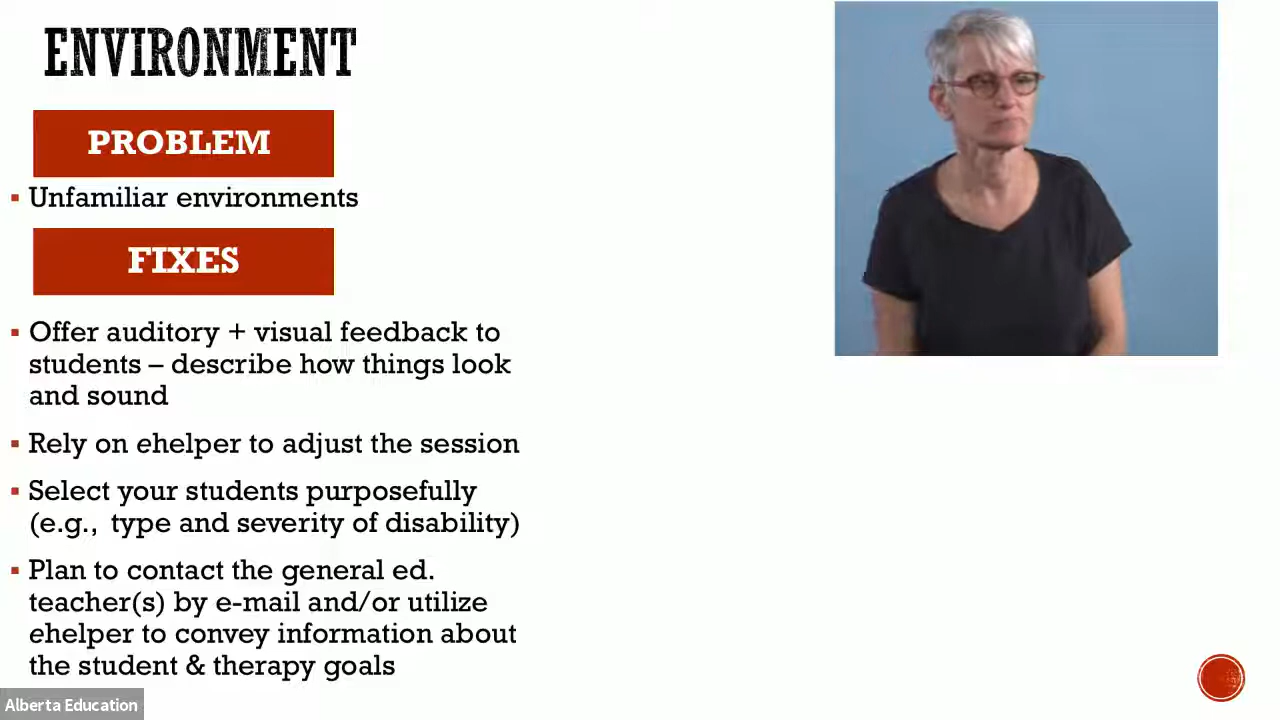 ENVIRONMENT
PROBLEM
▪ Unfamiliar environments
FIXES
▪ Offer auditory + visual feedback to
students – describe how things look
and sound
▪ Rely on ehelper to adjust the session
▪ Select your students purposefully
(e.g., type and severity of disability)
▪ Plan to contact the general ed.
teacher(s) by e-mail and/or utilize
ehelper to convey information about
the student & therapy goals
Alberta Education